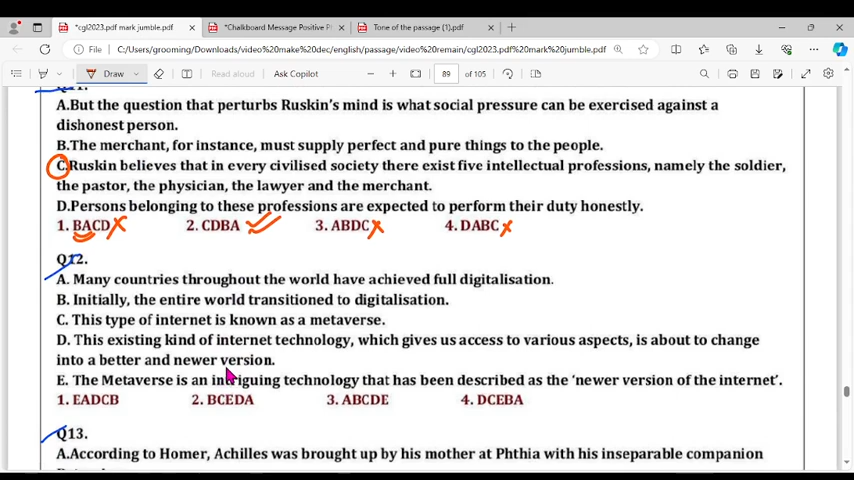 *cgl2023.pdf mark jumble.pdf
*Chalkboard Message Positive P
Tone of the passage (1).pdf
File
C:/Users/grooming/Downloads/video%20make%20dec/english/passage/video%20remain/cgl2023.pdf%20mark%20jumble.pdf
Draw
Read aloud
Ask Copilot
89 of 105
Q11.
A.But the question that perturbs Ruskin's mind is what social pressure can be exercised against a
dishonest person.
B.The merchant, for instance, must supply perfect and pure things to the people.
C.Ruskin believes that in every civilised society there exist five intellectual professions, namely the soldier,
the pastor, the physician, the lawyer and the merchant.
D.Persons belonging to these professions are expected to perform their duty honestly.
1. BACD 2. CDBA 3. ABDC 4. DABC
Q12.
A. Many countries throughout the world have achieved full digitalisation.
B. Initially, the entire world transitioned to digitalisation.
C. This type of internet is known as a metaverse.
D. This existing kind of internet technology, which gives us access to various aspects, is about to change
into a better and newer version.
E. The Metaverse is an intriguing technology that has been described as the 'newer version of the internet'.
1. EADCB 2. BCEDA 3. ABCDE 4. DCEBA
Q13.
A.According to Homer, Achilles was brought up by his mother at Phthia with his inseparable companion